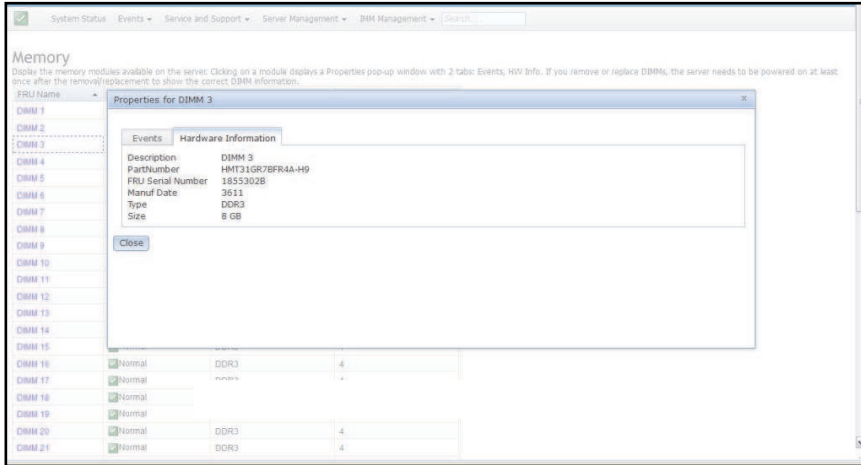 System Status Events Service and Support Server Management IMM Management Search...
Memory
Display the memory modules available on the server. Clicking on a module displays a Properties pop-up window with 2 tabs: Events, HW Info. If you remove or replace DIMMs, the server needs to be powered on at least
once after the removal/replacement to show the correct DIMM information.
FRU Name
Properties for DIMM 3 x
DIMM 1
DIMM 2
DIMM 3
DIMM 4
DIMM 5
DIMM 6
DIMM 7
DIMM 8
DIMM 9
DIMM 10
DIMM 11
DIMM 12
DIMM 13
DIMM 14
Events Hardware Information
Description DIMM 3
PartNumber HMT31GR7BFR4A-H9
FRU Serial Number 1855302B
Manuf Date 3611
Type DDR3
Size 8 GB
Close
DIMM 15
DIMM 16 Normal DDR3 4
DIMM 17 Normal DDR3 4
DIMM 18 Normal
DIMM 19 Normal
DIMM 20 Normal DDR3 4
DIMM 21 Normal DDR3 4